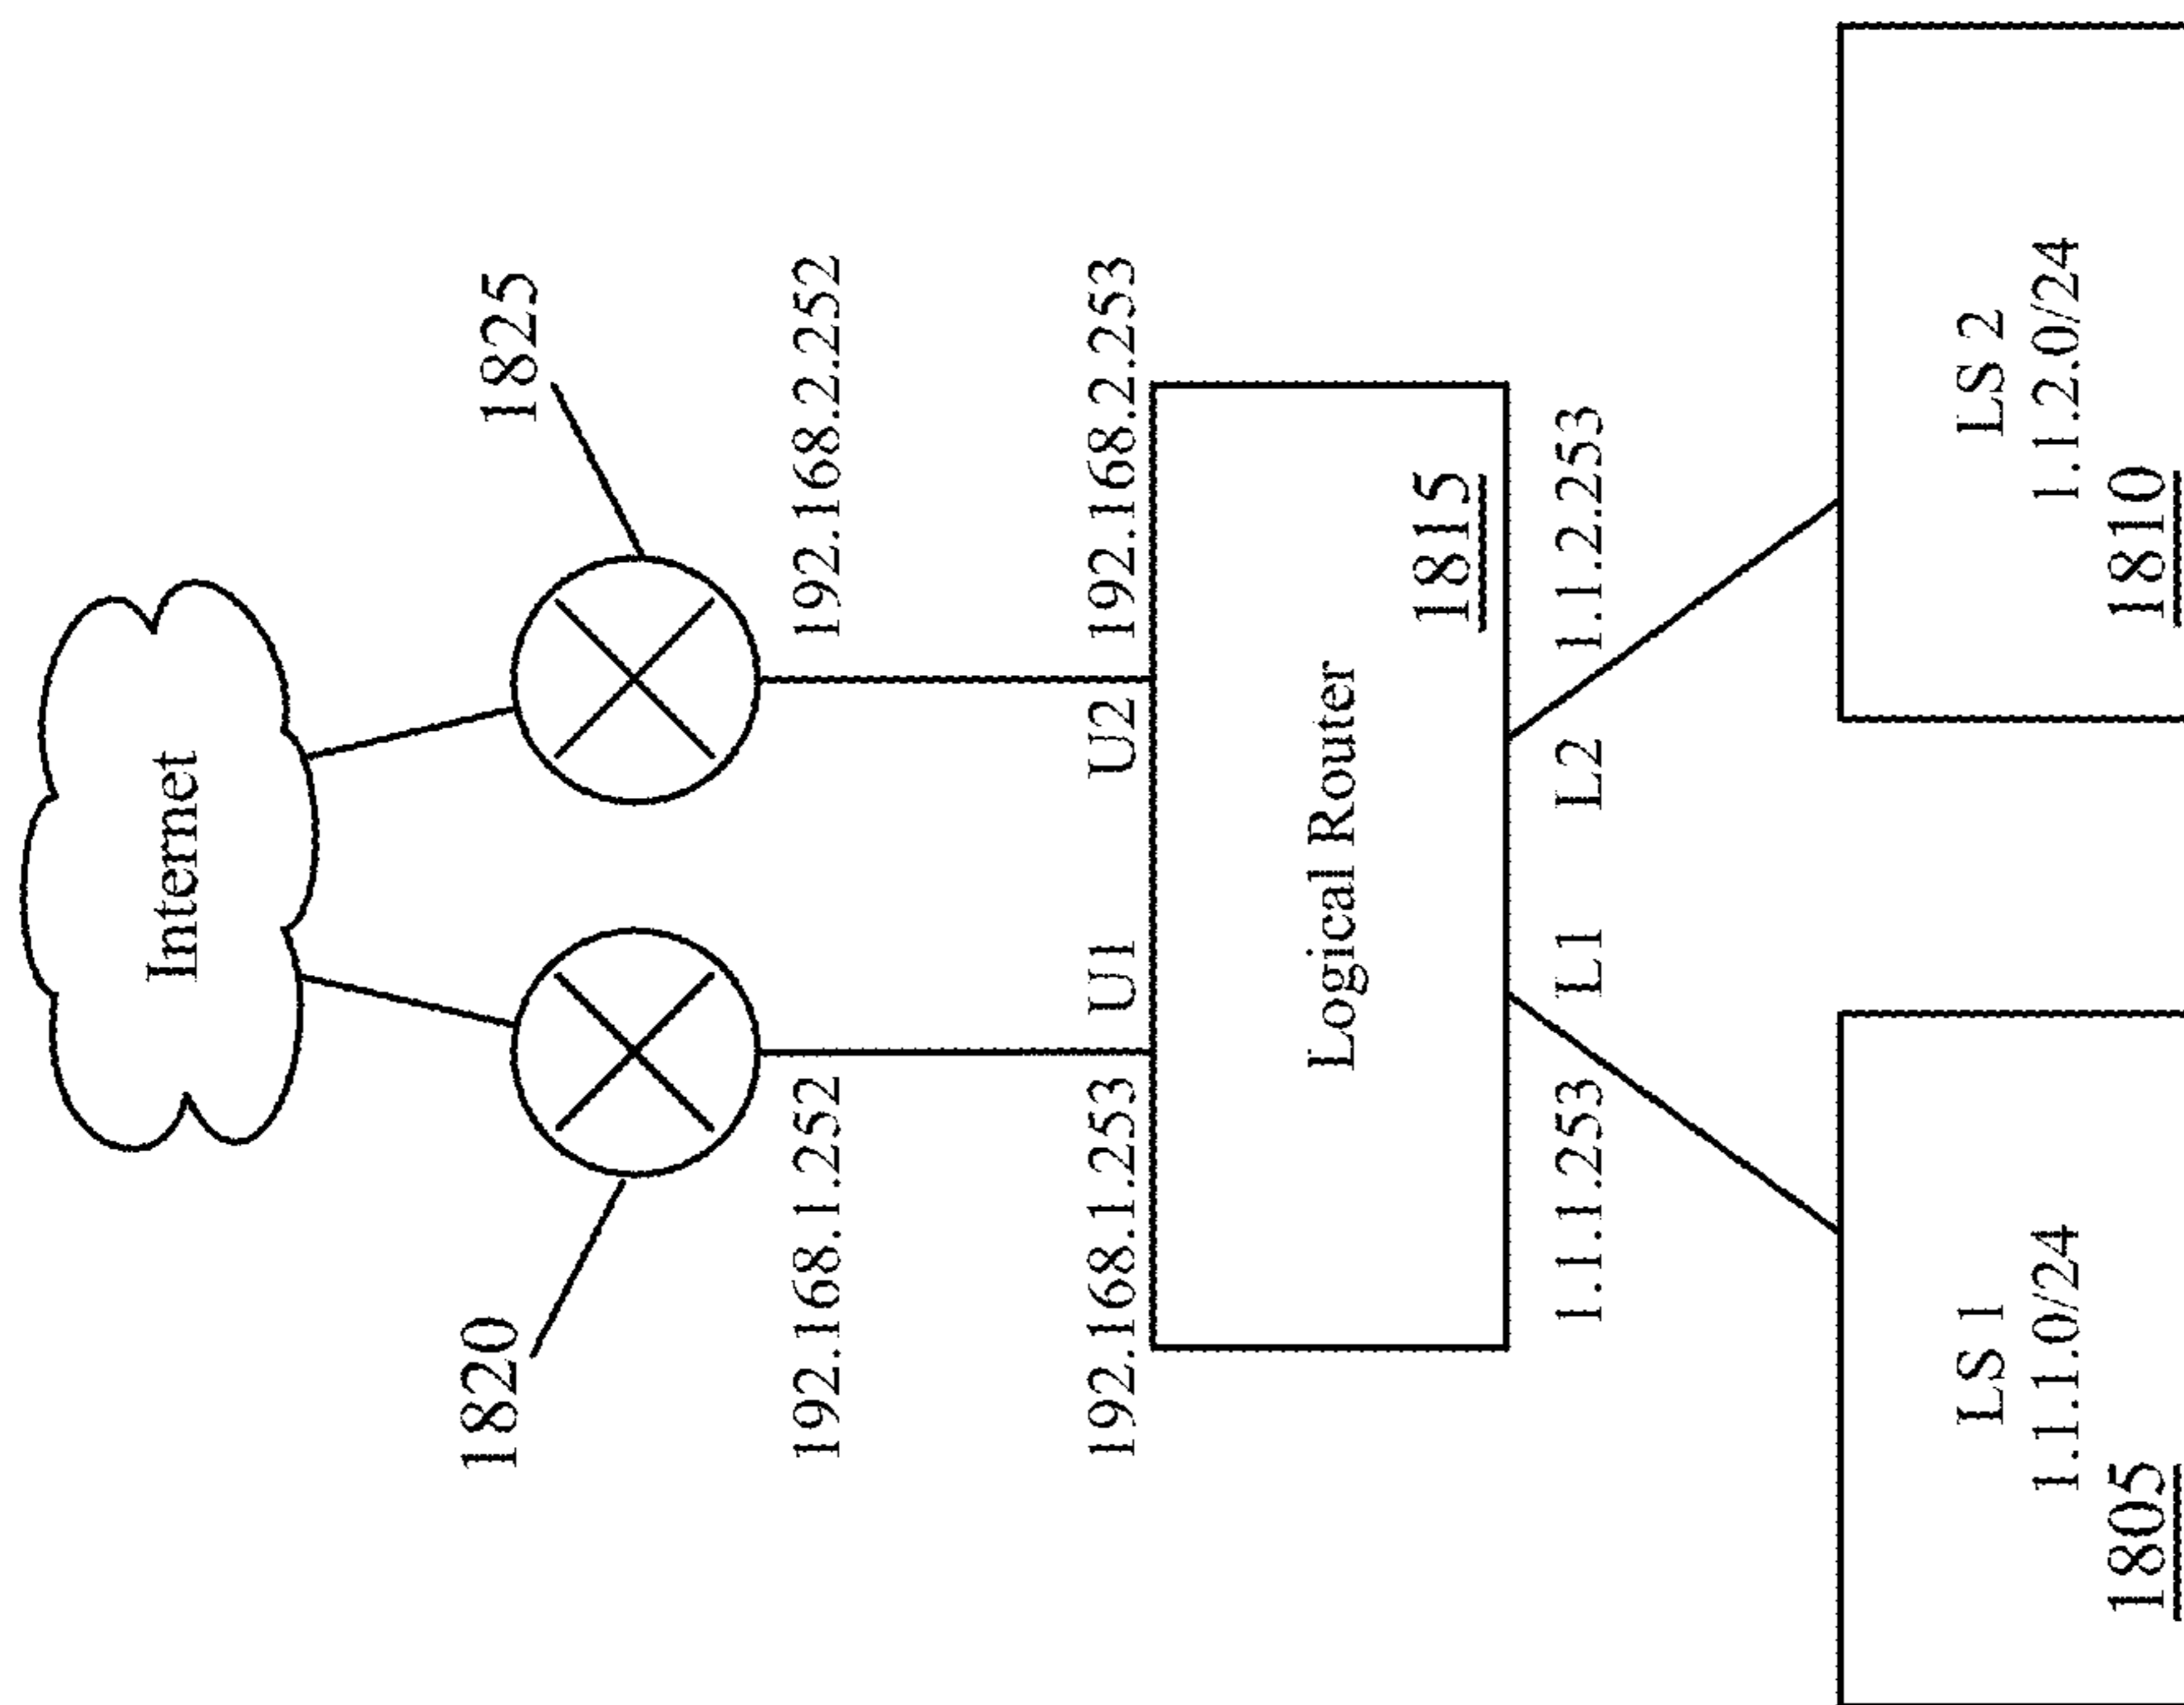 Internet
1820
1825
192.168.1.252
192.168.2.252
192.168.1.253 U1
U2 192.168.2.253
Logical Router
1815
1.1.1.253 L1
L2 1.1.2.253
LS 1
1.1.1.0/24
1805
LS 2
1.1.2.0/24
1810